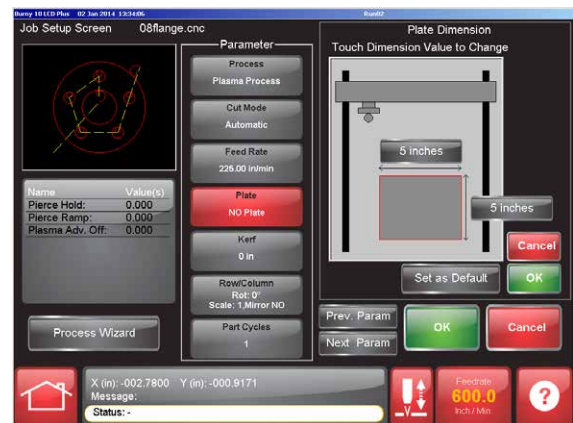 Burny 10 LCD Plus 02 Jan 2014 13:34:06 Run02
Job Setup Screen 08flange.cnc
Name Value(s)
Pierce Hold: 0.000
Pierce Ramp: 0.000
Plasma Adv. Off: 0.000
Process Wizard
Parameter
Process
Plasma Process
Cut Mode
Automatic
Feed Rate
225.00 in/min
Plate
NO Plate
Kerf
0 in
Row/Column
Rot: 0°
Scale: 1,Mirror NO
Part Cycles
1
Plate Dimension
Touch Dimension Value to Change
5 inches
5 inches
Cancel
Set as Default
OK
Prev. Param
Next Param
OK
Cancel
X (in): -002.7800 Y (in): -000.9171
Message:
Status: -
Feedrate
600.0
Inch / Min
?